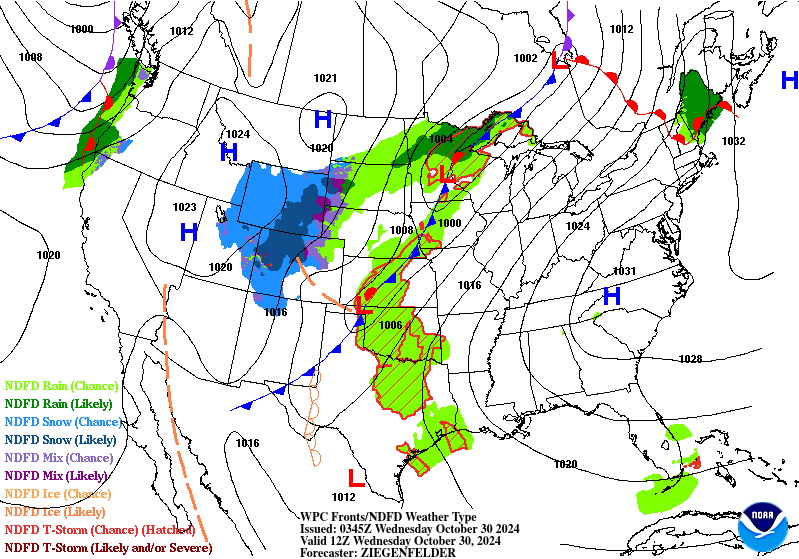 1000
1012
1012
1008
1002
1021
1024
H
H
H
1020
1004
1032
L
H
L
1023
H
1008
1000
1024
1020
1020
1031
H
1016
1016
L
1006
1028
L
NDFD Rain (Chance)
NDFD Rain (Likely)
NDFD Snow (Chance)
NDFD Snow (Likely)
NDFD Mix (Chance)
NDFD Mix (Likely)
NDFD Ice (Chance)
NDFD Ice (Likely)
NDFD T-Storm (Chance) (Hatched)
NDFD T-Storm (Likely and/or Severe)
1016
1020
L
1012
WPC Fronts/NDFD Weather Type
Issued: 0345Z Wednesday October 30 2024
Valid 12Z Wednesday October 30, 2024
Forecaster: ZIEGENFELDER
NOAA